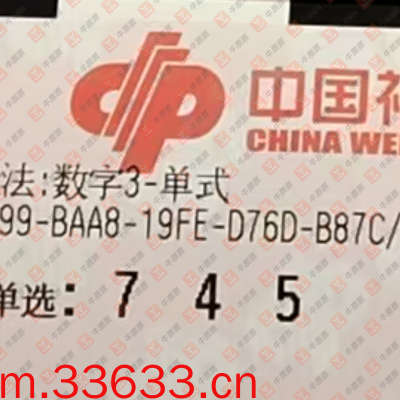 中国福
CHINA WEL
法:数字3-单式
99-BAA8-19FE-D76D-B87C/
单选: 7 4 5
m.33633.cn